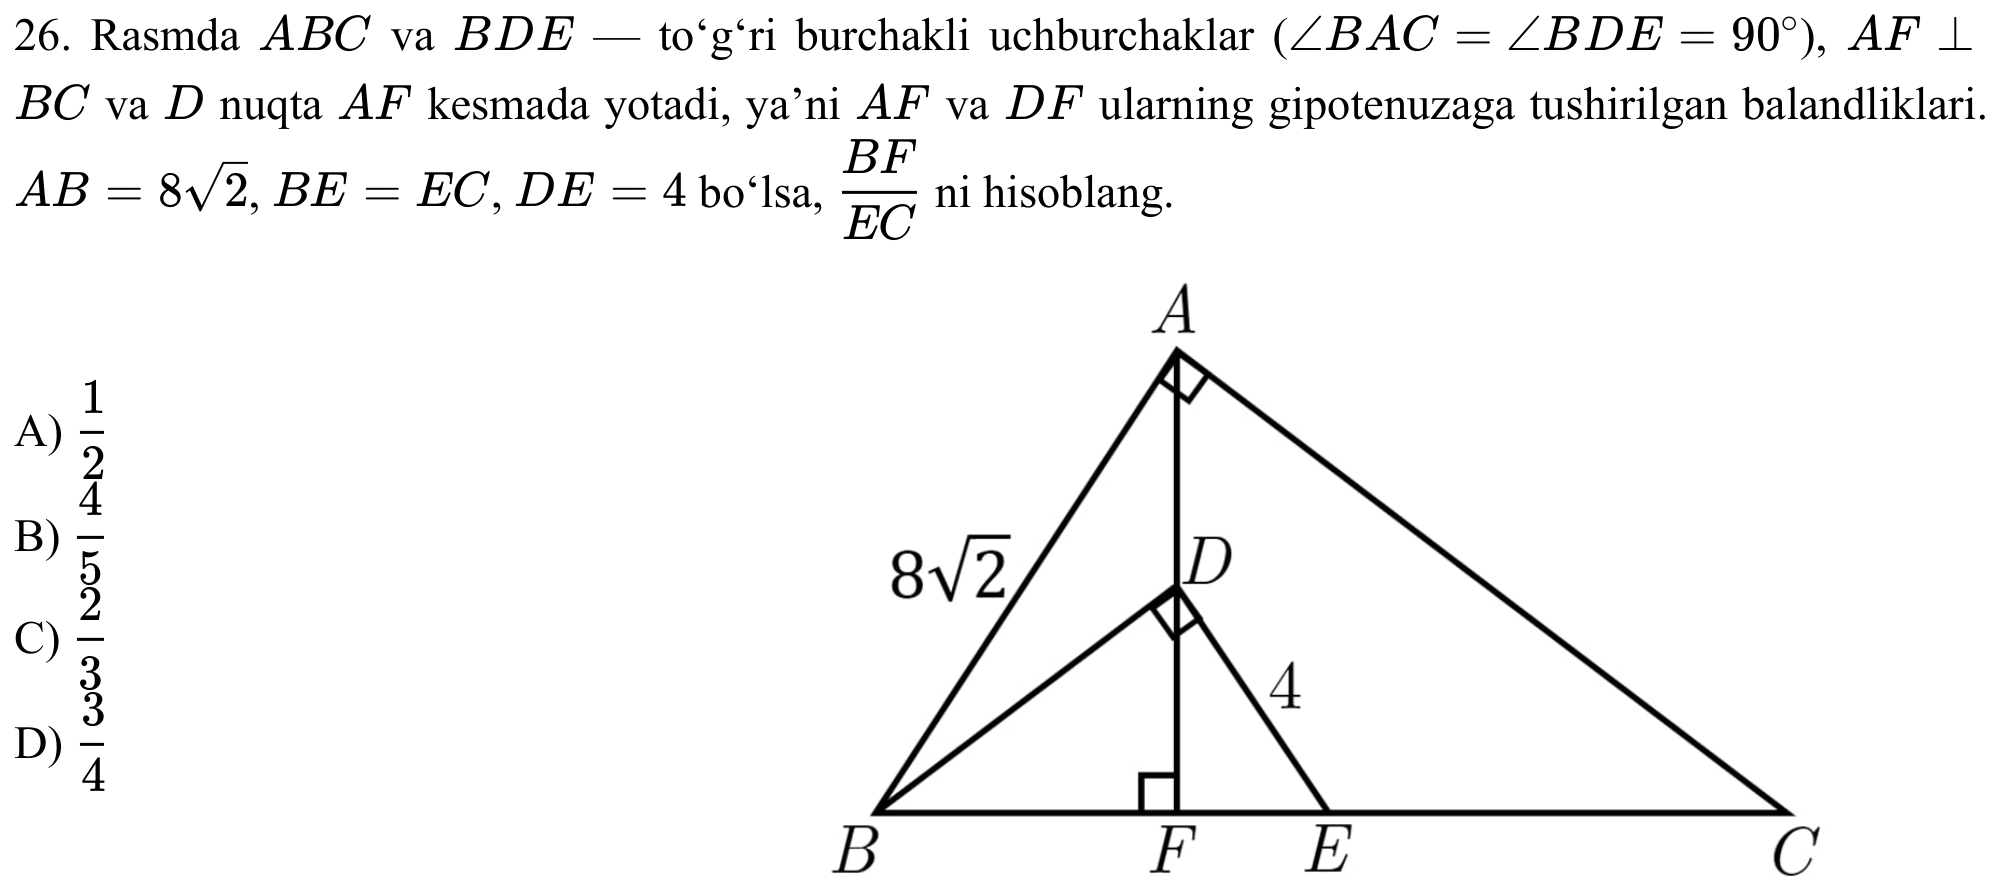 26. Rasmda ABC va BDE — to‘g‘ri burchakli uchburchaklar (∠BAC = ∠BDE = 90°), AF ⊥
BC va D nuqta AF kesmada yotadi, ya’ni AF va DF ularning gipotenuzaga tushirilgan balandliklari.
AB = 8√2, BE = EC, DE = 4 bo‘lsa, BF/EC ni hisoblang.
A) 1/2
B) 4/5
C) 2/3
D) 3/4
A
8√2
D
4
B
F
E
C